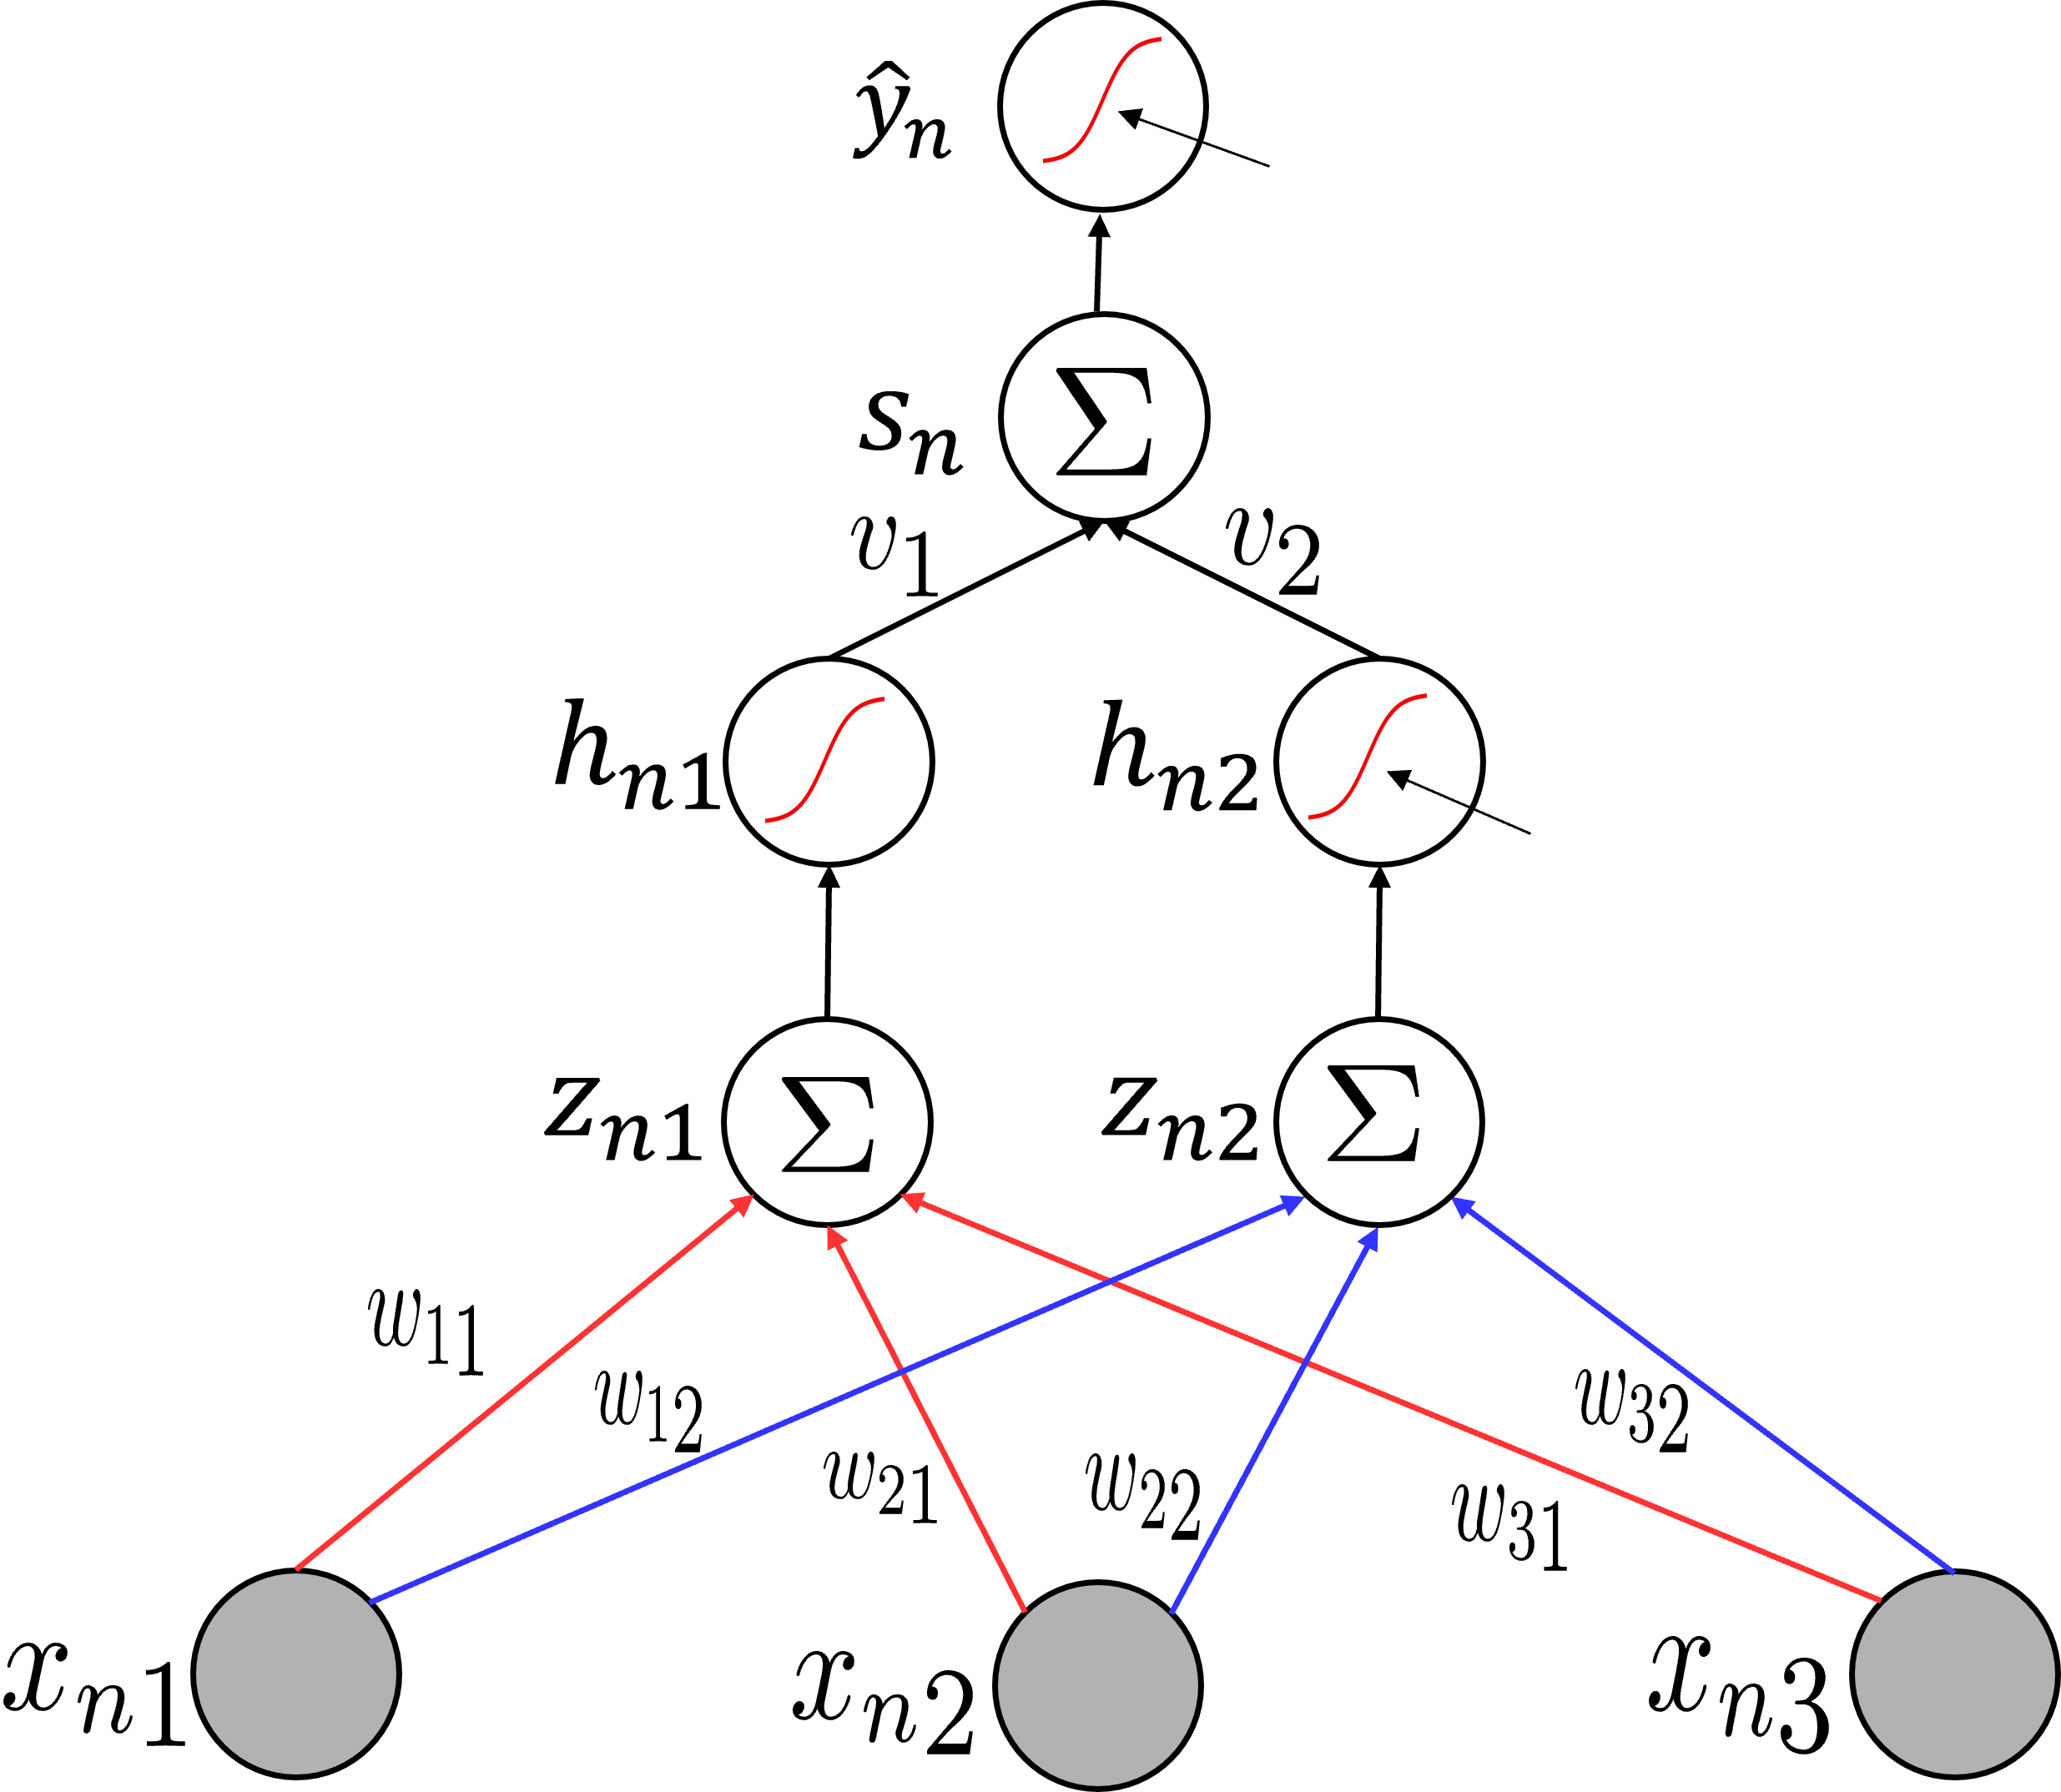 ŷₙ
sₙ
Σ
v₁
v₂
hₙ₁
hₙ₂
zₙ₁
Σ
zₙ₂
Σ
w₁₁
w₁₂
w₂₁
w₂₂
w₃₁
w₃₂
xₙ₁
xₙ₂
xₙ₃